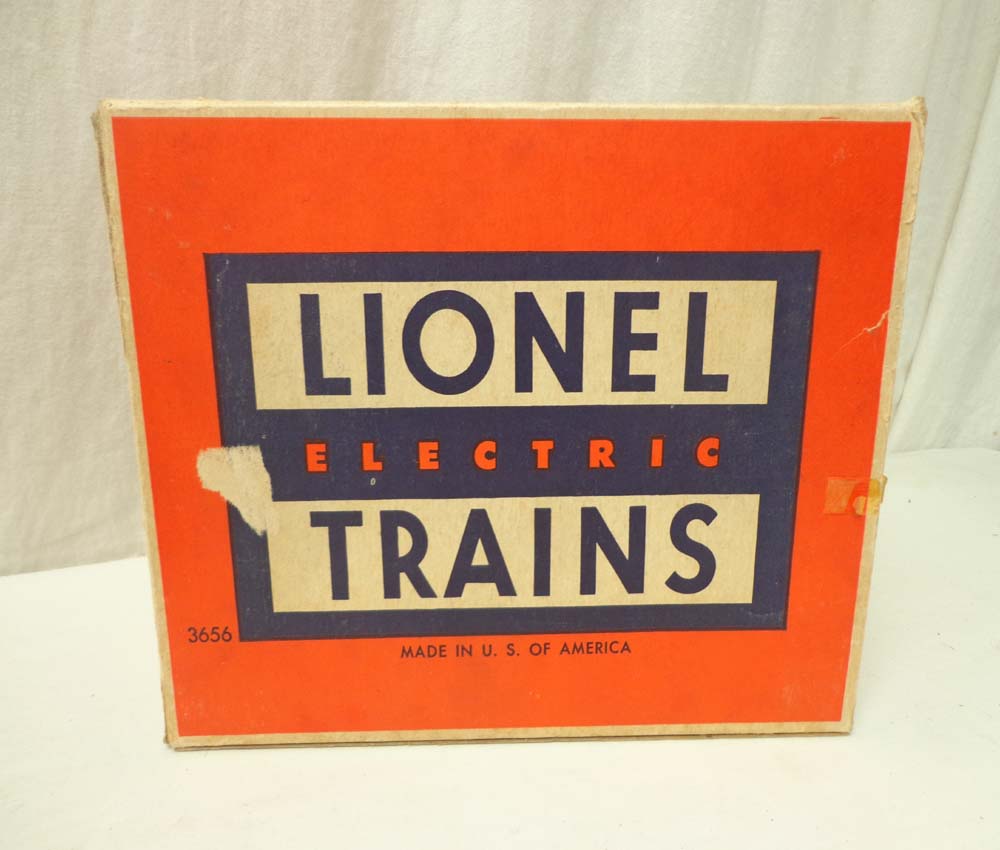 LIONEL
ELECTRIC
TRAINS
3656
MADE IN U. S. OF AMERICA